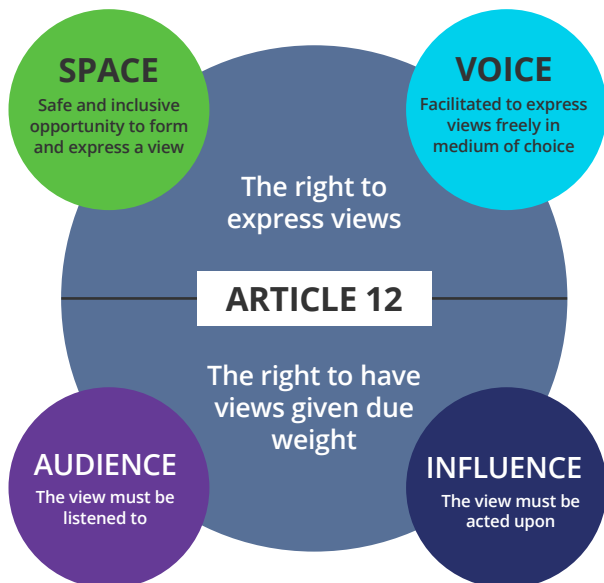 SPACE
Safe and inclusive
opportunity to form
and express a view
VOICE
Facilitated to express
views freely in
medium of choice
The right to
express views
ARTICLE 12
The right to have
views given due
weight
AUDIENCE
The view must be
listened to
INFLUENCE
The view must be
acted upon